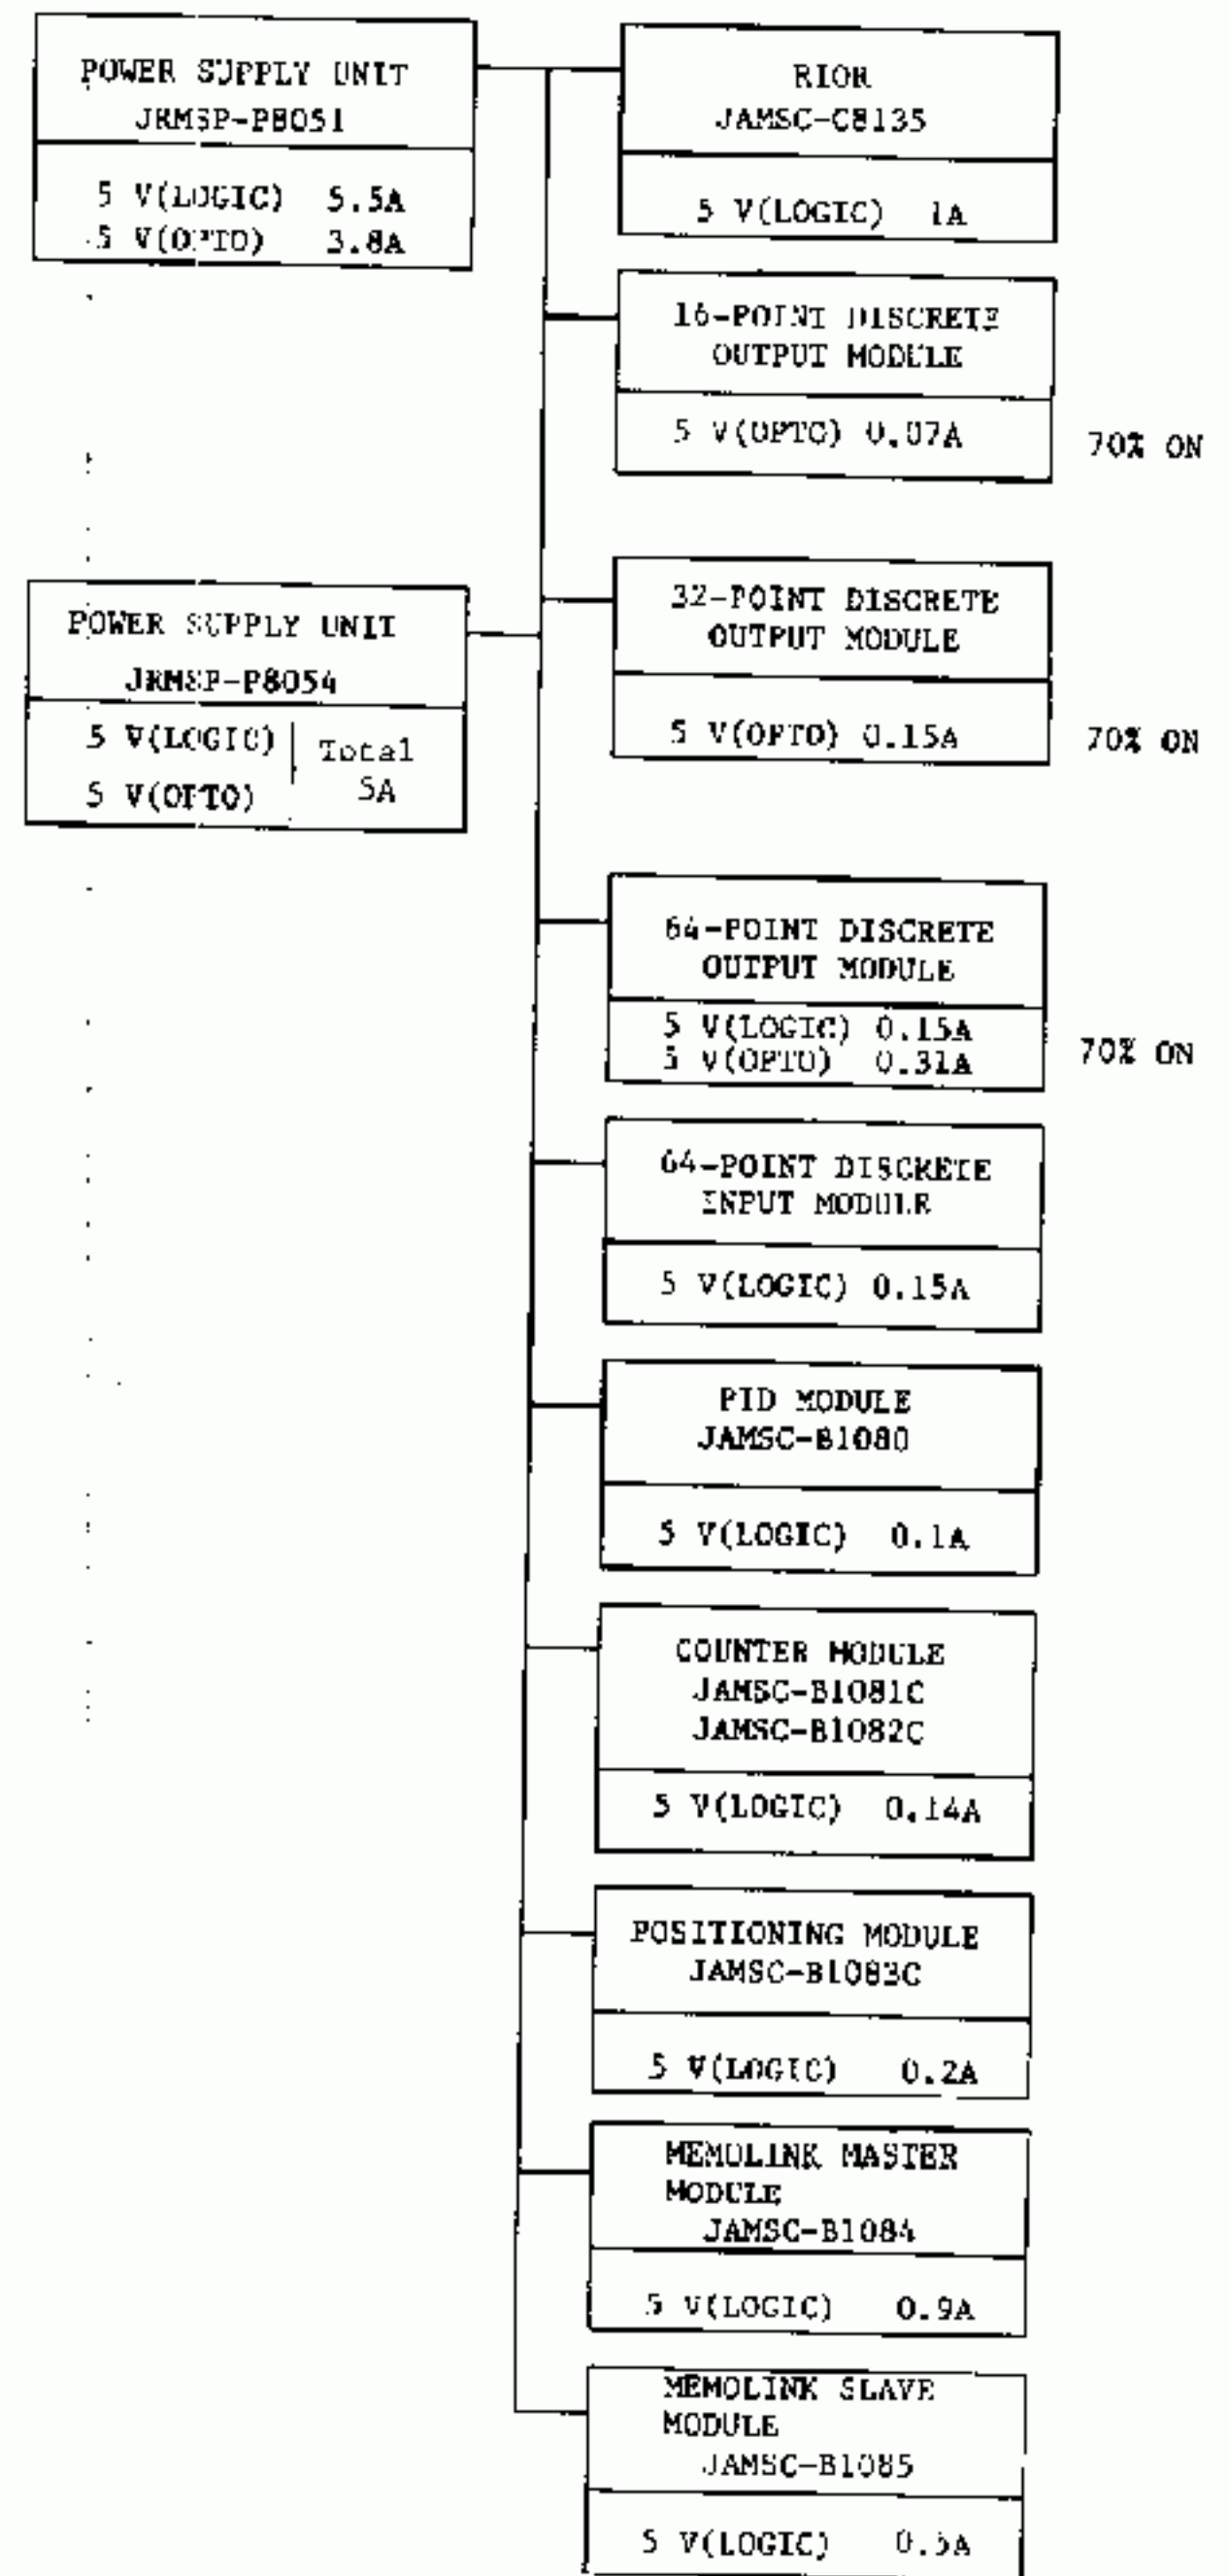 POWER SUPPLY UNIT
JRMSP-P8051
5 V(LOGIC) 5.5A
5 V(OPTO) 3.8A
RIOR
JAMSC-C8135
5 V(LOGIC) 1A
16-POINT DISCRETE
OUTPUT MODULE
5 V(OPTO) 0.07A
70% ON
POWER SUPPLY UNIT
JRMSP-P8054
5 V(LOGIC)
5 V(OPTO)
Total
5A
32-POINT DISCRETE
OUTPUT MODULE
5 V(OPTO) 0.15A
70% ON
64-POINT DISCRETE
OUTPUT MODULE
5 V(LOGIC) 0.15A
5 V(OPTO) 0.31A
70% ON
64-POINT DISCRETE
INPUT MODULE
5 V(LOGIC) 0.15A
PID MODULE
JAMSC-B1080
5 V(LOGIC) 0.1A
COUNTER MODULE
JAMSC-B1081C
JAMSC-B1082C
5 V(LOGIC) 0.14A
POSITIONING MODULE
JAMSC-B1083C
5 V(LOGIC) 0.2A
MEMOLINK MASTER
MODULE
JAMSC-B1084
5 V(LOGIC) 0.9A
MEMOLINK SLAVE
MODULE
JAMSC-B1085
5 V(LOGIC)